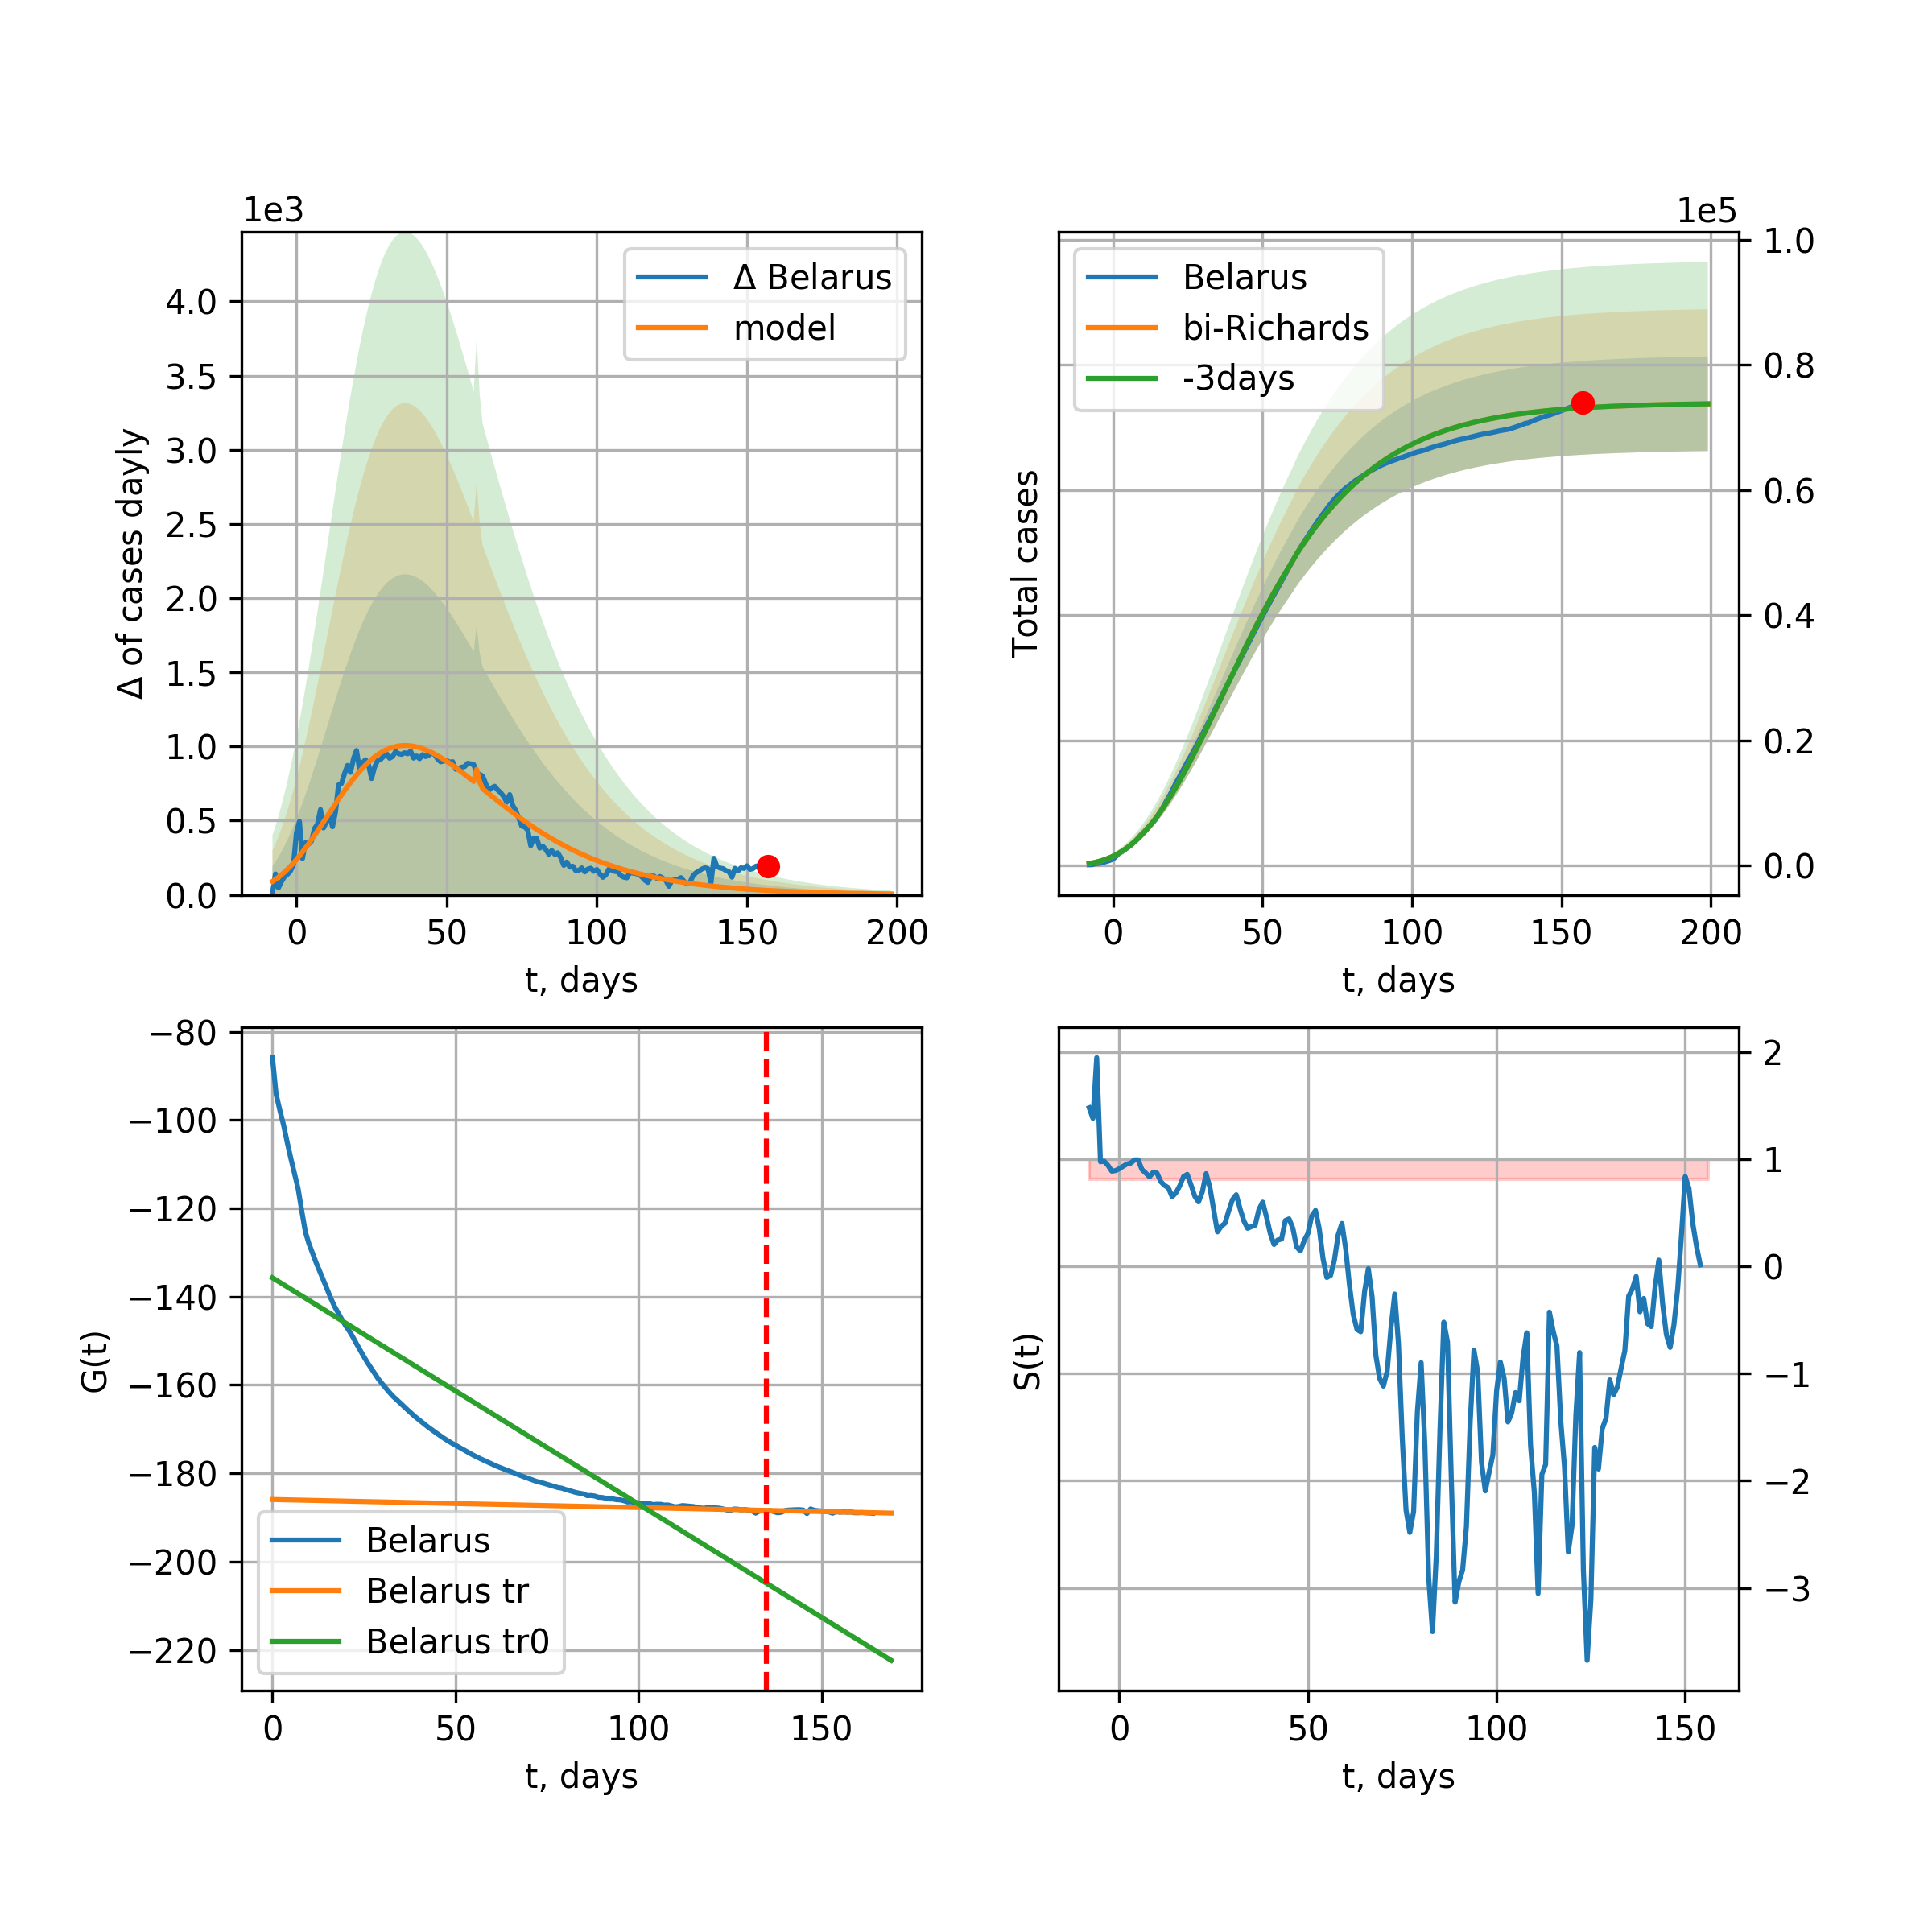 1e3
Δ of cases dayly
4.0
3.5
3.0
2.5
2.0
1.5
1.0
0.5
0.0
Δ Belarus
model
0 50 100 150 200
t, days
1e5
Total cases
Belarus
bi-Richards
-3days
1.0
0.8
0.6
0.4
0.2
0.0
0 50 100 150 200
t, days
G(t)
−80
−100
−120
−140
−160
−180
−200
−220
Belarus
Belarus tr
Belarus tr0
0 50 100 150
t, days
S(t)
2
1
0
−1
−2
−3
0 50 100 150
t, days